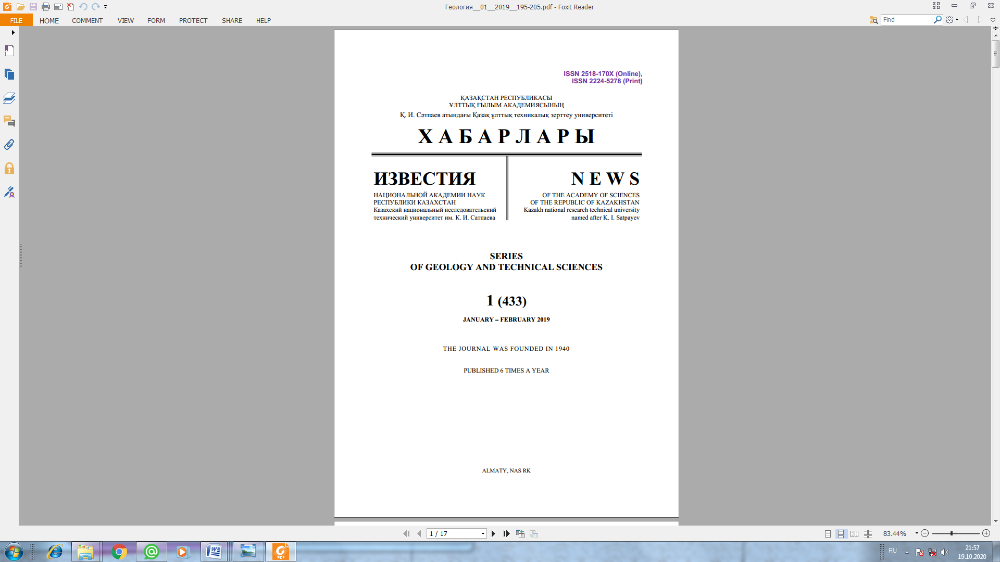 Геология__01__2019__195-205.pdf - Foxit Reader
FILE
HOME
COMMENT
VIEW
FORM
PROTECT
SHARE
HELP
Find
ISSN 2518-170X (Online),
ISSN 2224-5278 (Print)
ҚАЗАҚСТАН РЕСПУБЛИКАСЫ
ҰЛТТЫҚ ҒЫЛЫМ АКАДЕМИЯСЫНЫҢ
Қ. И. Сәтпаев атындағы Қазақ ұлттық техникалық зерттеу университеті
Х А Б А Р Л А Р Ы
ИЗВЕСТИЯ
НАЦИОНАЛЬНОЙ АКАДЕМИИ НАУК
РЕСПУБЛИКИ КАЗАХСТАН
Казахский национальный исследовательский
технический университет им. К. И. Сатпаева
N E W S
OF THE ACADEMY OF SCIENCES
OF THE REPUBLIC OF KAZAKHSTAN
Kazakh national research technical university
named after K. I. Satpayev
SERIES
OF GEOLOGY AND TECHNICAL SCIENCES
1 (433)
JANUARY – FEBRUARY 2019
THE JOURNAL WAS FOUNDED IN 1940
PUBLISHED 6 TIMES A YEAR
ALMATY, NAS RK
1 / 17
83.44%
RU
21:57
19.10.2020